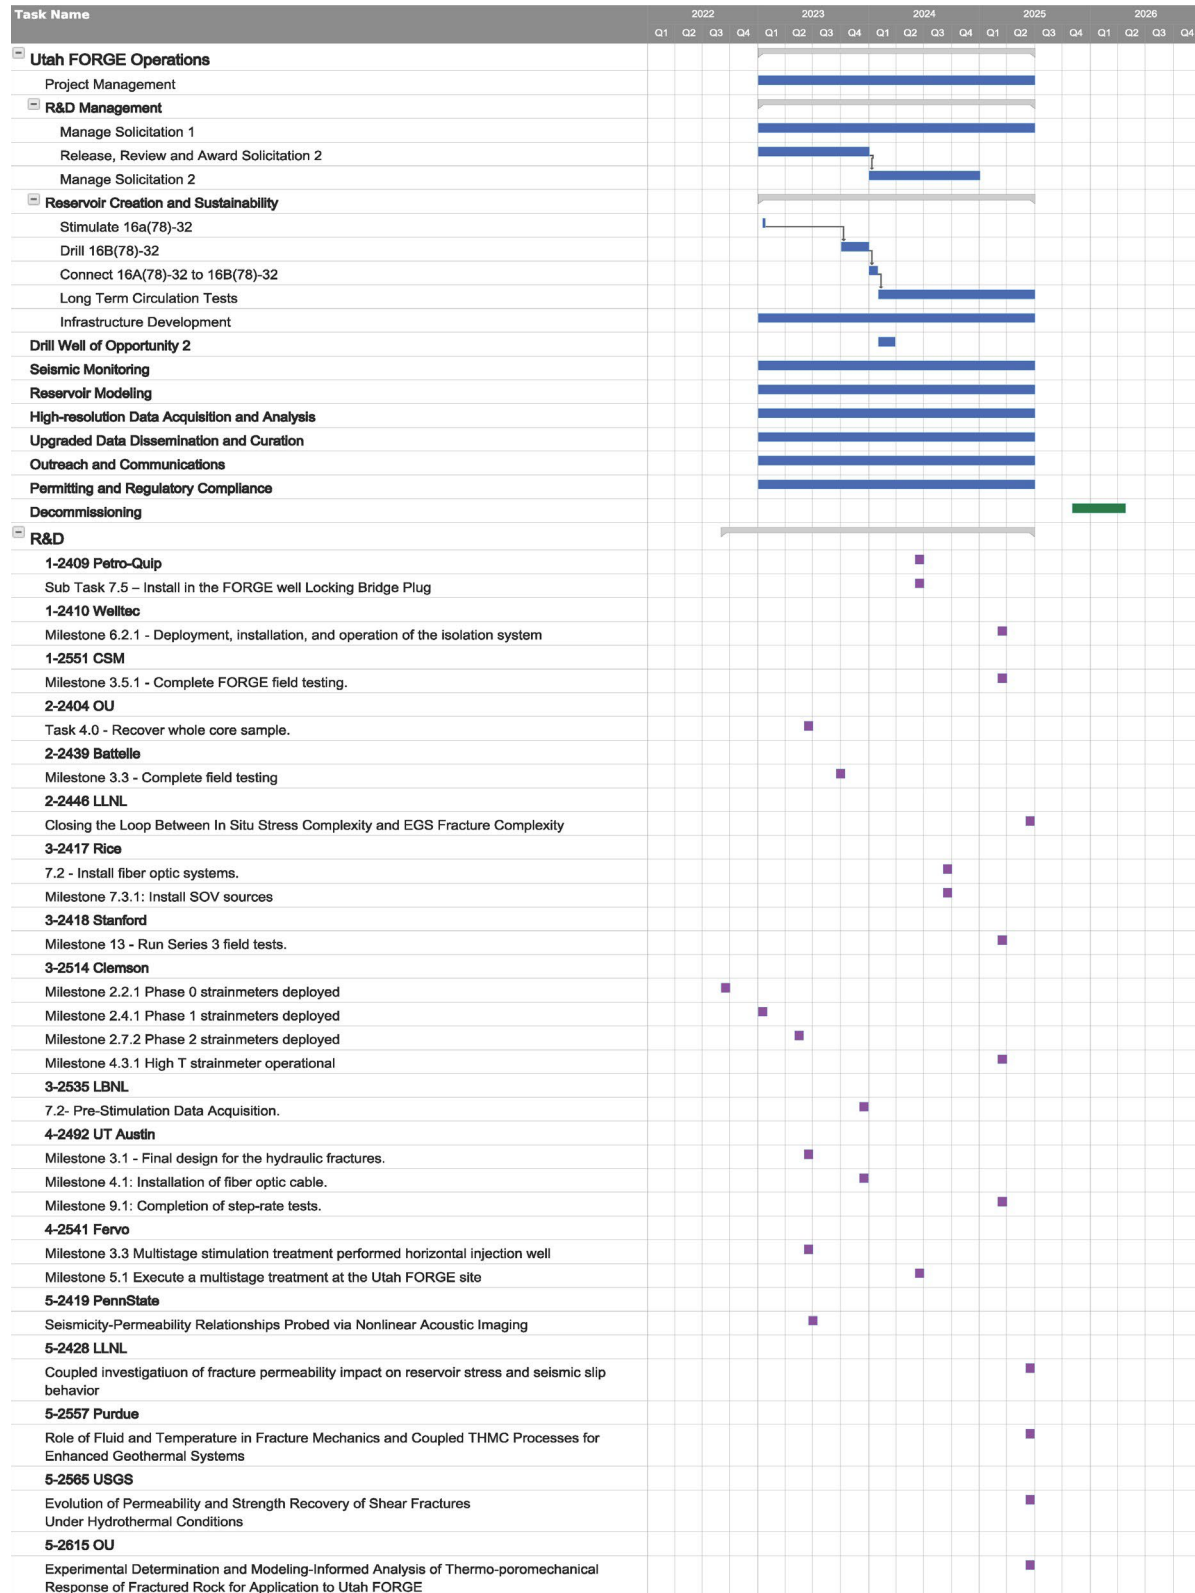 Task Name
2022 2023 2024 2025 2026
Q1 Q2 Q3 Q4 Q1 Q2 Q3 Q4 Q1 Q2 Q3 Q4 Q1 Q2 Q3 Q4 Q1 Q2 Q3 Q4
Utah FORGE Operations
Project Management
R&D Management
Manage Solicitation 1
Release, Review and Award Solicitation 2
Manage Solicitation 2
Reservoir Creation and Sustainability
Stimulate 16a(78)-32
Drill 16B(78)-32
Connect 16A(78)-32 to 16B(78)-32
Long Term Circulation Tests
Infrastructure Development
Drill Well of Opportunity 2
Seismic Monitoring
Reservoir Modeling
High-resolution Data Acquisition and Analysis
Upgraded Data Dissemination and Curation
Outreach and Communications
Permitting and Regulatory Compliance
Decommissioning
R&D
1-2409 Petro-Quip
Sub Task 7.5 – Install in the FORGE well Locking Bridge Plug
1-2410 Welltec
Milestone 6.2.1 - Deployment, installation, and operation of the isolation system
1-2551 CSM
Milestone 3.5.1 - Complete FORGE field testing.
2-2404 OU
Task 4.0 - Recover whole core sample.
2-2439 Battelle
Milestone 3.3 - Complete field testing
2-2446 LLNL
Closing the Loop Between In Situ Stress Complexity and EGS Fracture Complexity
3-2417 Rice
7.2 - Install fiber optic systems.
Milestone 7.3.1: Install SOV sources
3-2418 Stanford
Milestone 13 - Run Series 3 field tests.
3-2514 Clemson
Milestone 2.2.1 Phase 0 strainmeters deployed
Milestone 2.4.1 Phase 1 strainmeters deployed
Milestone 2.7.2 Phase 2 strainmeters deployed
Milestone 4.3.1 High T strainmeter operational
3-2535 LBNL
7.2- Pre-Stimulation Data Acquisition.
4-2492 UT Austin
Milestone 3.1 - Final design for the hydraulic fractures.
Milestone 4.1: Installation of fiber optic cable.
Milestone 9.1: Completion of step-rate tests.
4-2541 Fervo
Milestone 3.3 Multistage stimulation treatment performed horizontal injection well
Milestone 5.1 Execute a multistage treatment at the Utah FORGE site
5-2419 PennState
Seismicity-Permeability Relationships Probed via Nonlinear Acoustic Imaging
5-2428 LLNL
Coupled investigatiuon of fracture permeability impact on reservoir stress and seismic slip
behavior
5-2557 Purdue
Role of Fluid and Temperature in Fracture Mechanics and Coupled THMC Processes for
Enhanced Geothermal Systems
5-2565 USGS
Evolution of Permeability and Strength Recovery of Shear Fractures
Under Hydrothermal Conditions
5-2615 OU
Experimental Determination and Modeling-Informed Analysis of Thermo-poromechanical
Response of Fractured Rock for Application to Utah FORGE